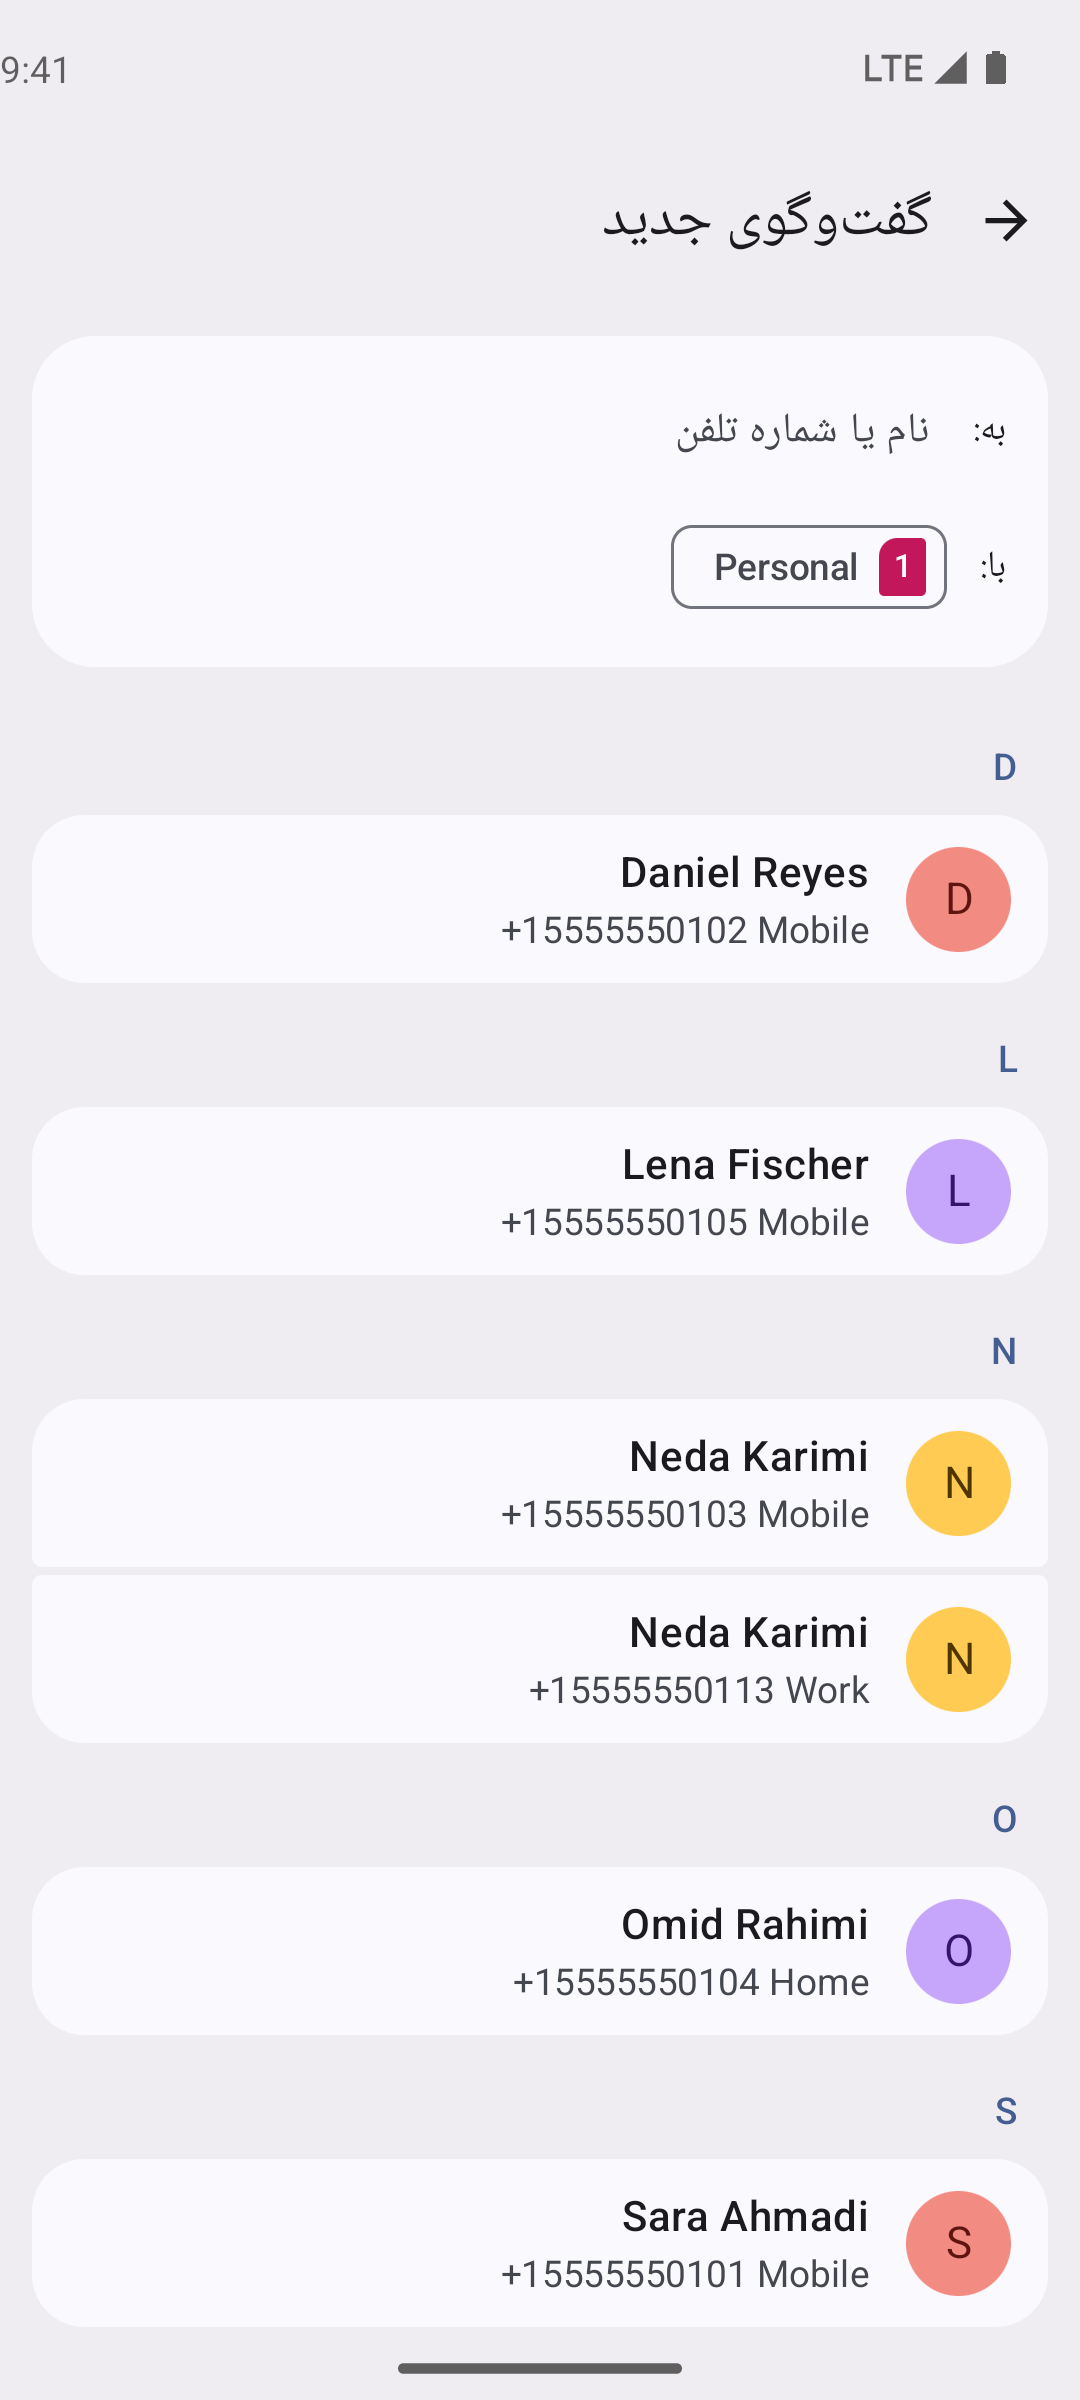 9:41 LTE
گفت‌وگوی جدید
به: نام یا شماره تلفن
با: 1 Personal
D
D
Daniel Reyes
+15555550102 Mobile
L
L
Lena Fischer
+15555550105 Mobile
N
N
Neda Karimi
+15555550103 Mobile
N
Neda Karimi
+15555550113 Work
O
O
Omid Rahimi
+15555550104 Home
S
S
Sara Ahmadi
+15555550101 Mobile